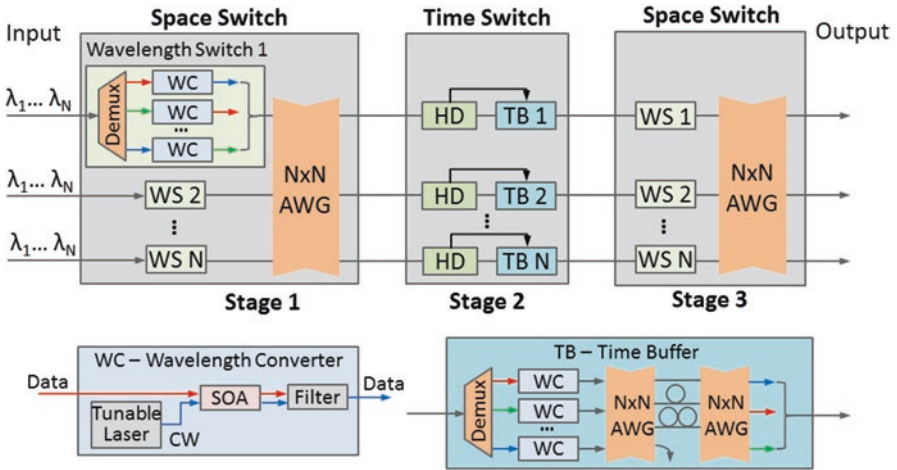 Space Switch
Time Switch
Space Switch
Input
Output
Wavelength Switch 1
λ1... λN
Demux
WC
WC
...
WC
NxN
AWG
HD
TB 1
WS 1
NxN
AWG
λ1... λN
WS 2
HD
TB 2
WS 2
λ1... λN
WS N
HD
TB N
WS N
Stage 1
Stage 2
Stage 3
WC – Wavelength Converter
Data
SOA
Filter
Data
Tunable
Laser
CW
TB – Time Buffer
Demux
WC
WC
...
WC
NxN
AWG
NxN
AWG